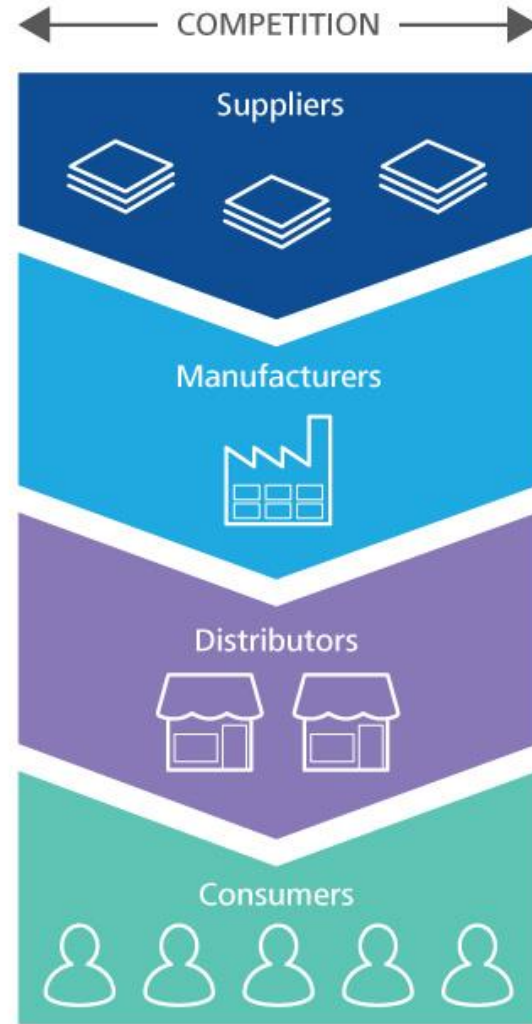 COMPETITION
Suppliers
Manufacturers
Distributors
Consumers